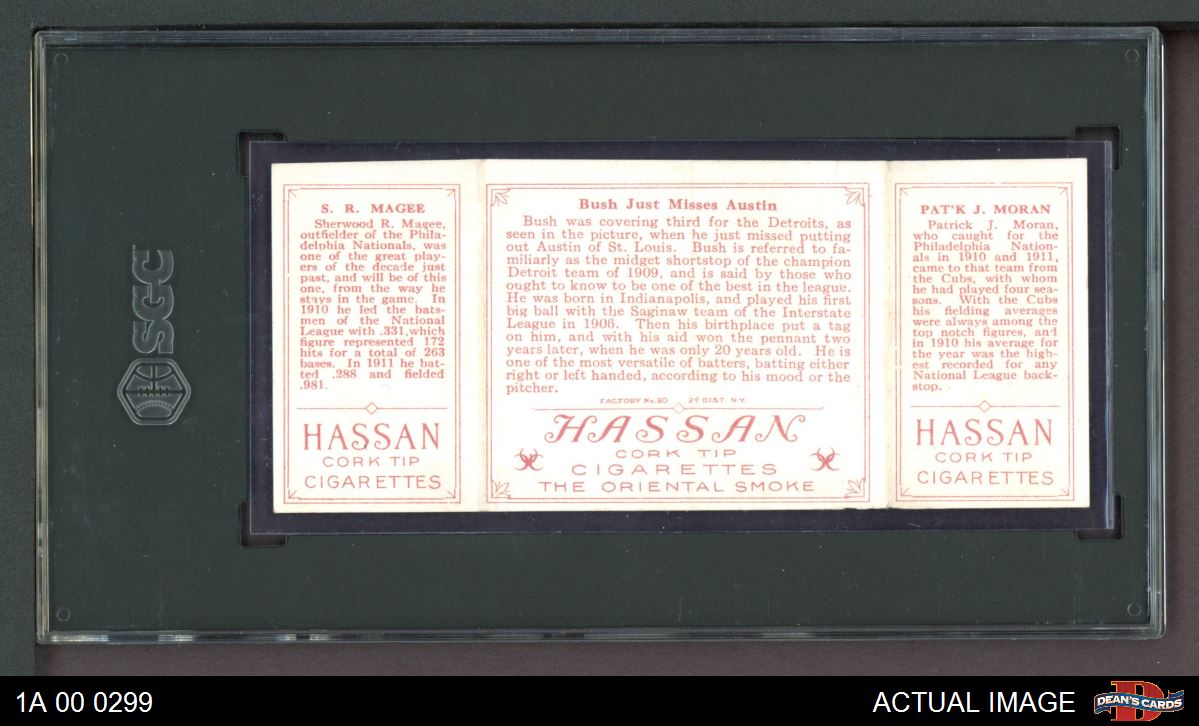 SGC
S. R. MAGEE
Sherwood R. Magee,
outfielder of the Phila-
delphia Nationals, was
one of the great play-
ers of the decade just
past, and will be of this
one, from the way he
stays in the game. In
1910 he led the bats-
men of the National
League with .331,which
figure represented 172
hits for a total of 263
bases. In 1911 he bat-
ted .288 and fielded
.981.
HASSAN
CORK TIP
CIGARETTES
Bush Just Misses Austin
Bush was covering third for the Detroits, as
seen in the picture, when he just missed putting
out Austin of St. Louis. Bush is referred to fa-
miliarly as the midget shortstop of the champion
Detroit team of 1909, and is said by those who
ought to know to be one of the best in the league.
He was born in Indianapolis, and played his first
big ball with the Saginaw team of the Interstate
League in 1906. Then his birthplace put a tag
on him, and with his aid won the pennant two
years later, when he was only 20 years old. He is
one of the most versatile of batters, batting either
right or left handed, according to his mood or the
pitcher.
FACTORY No. 30 2d DIST. N.Y.
HASSAN
CORK TIP
CIGARETTES
THE ORIENTAL SMOKE
PAT'K J. MORAN
Patrick J. Moran,
who caught for the
Philadelphia Nation-
als in 1910 and 1911,
came to that team from
the Cubs, with whom
he had played four sea-
sons. With the Cubs
his fielding averages
were always among the
top notch figures, and
in 1910 his average for
the year was the high-
est recorded for any
National League back-
stop.
HASSAN
CORK TIP
CIGARETTES
1A 00 0299
ACTUAL IMAGE
DEAN'S CARDS